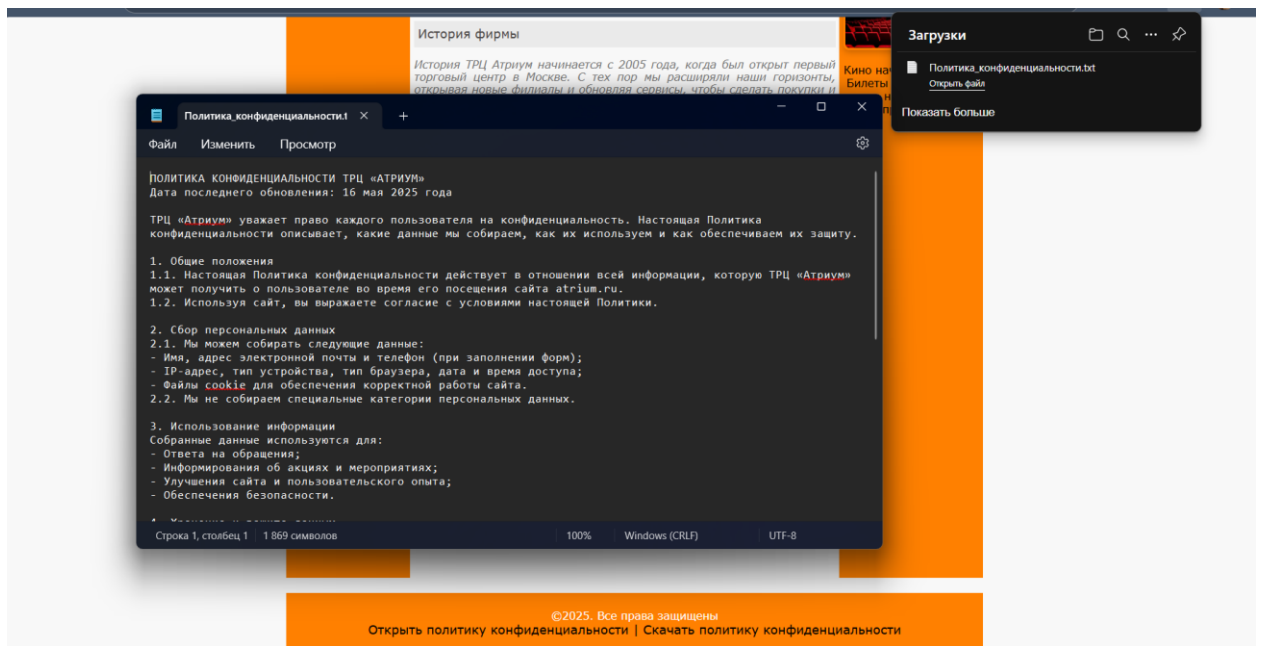 История фирмы
История ТРЦ Атриум начинается с 2005 года, когда был открыт первый
торговый центр в Москве. С тех пор мы расширяли наши горизонты,
открывая новые филиалы и обновляя сервисы, чтобы сделать покупки и
Кино
Билеты
Загрузки
Политика_конфиденциальности.txt
Открыть файл
Показать больше
Политика_конфиденциальности.t
Файл Изменить Просмотр
ПОЛИТИКА КОНФИДЕНЦИАЛЬНОСТИ ТРЦ «АТРИУМ»
Дата последнего обновления: 16 мая 2025 года
ТРЦ «Атриум» уважает право каждого пользователя на конфиденциальность. Настоящая Политика
конфиденциальности описывает, какие данные мы собираем, как их используем и как обеспечиваем их защиту.
1. Общие положения
1.1. Настоящая Политика конфиденциальности действует в отношении всей информации, которую ТРЦ «Атриум»
может получить о пользователе во время его посещения сайта atrium.ru.
1.2. Используя сайт, вы выражаете согласие с условиями настоящей Политики.
2. Сбор персональных данных
2.1. Мы можем собирать следующие данные:
- Имя, адрес электронной почты и телефон (при заполнении форм);
- IP-адрес, тип устройства, тип браузера, дата и время доступа;
- Файлы cookie для обеспечения корректной работы сайта.
2.2. Мы не собираем специальные категории персональных данных.
3. Использование информации
Собранные данные используются для:
- Ответа на обращения;
- Информирования об акциях и мероприятиях;
- Улучшения сайта и пользовательского опыта;
- Обеспечения безопасности.
Строка 1, столбец 1 1 869 символов 100% Windows (CRLF) UTF-8
©2025. Все права защищены
Открыть политику конфиденциальности | Скачать политику конфиденциальности